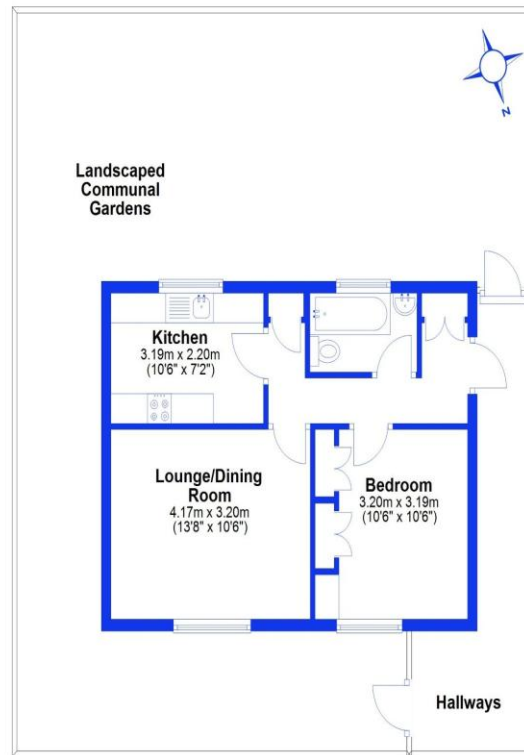 N
Landscaped
Communal
Gardens
Kitchen
3.19m x 2.20m
(10'6" x 7'2")
Lounge/Dining
Room
4.17m x 3.20m
(13'8" x 10'6")
Bedroom
3.20m x 3.19m
(10'6" x 10'6")
Hallways